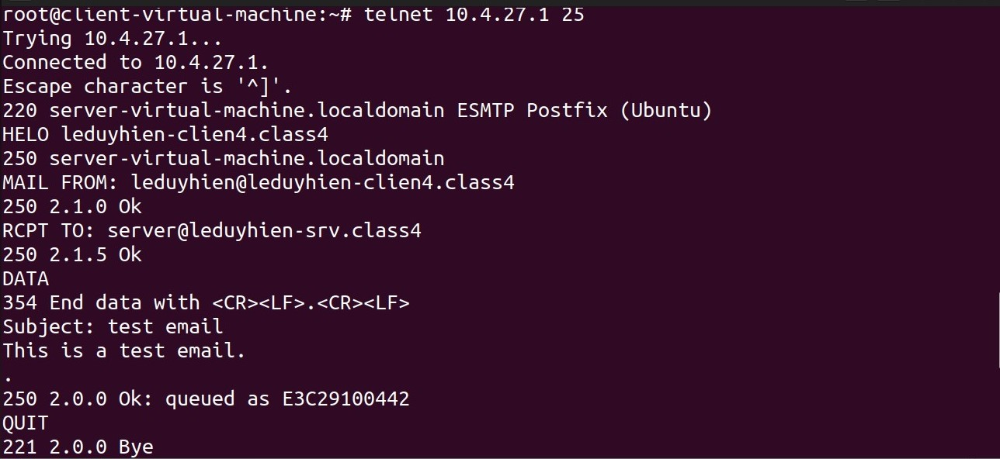 root@client-virtual-machine:~# telnet 10.4.27.1 25
Trying 10.4.27.1...
Connected to 10.4.27.1.
Escape character is '^]'.
220 server-virtual-machine.localdomain ESMTP Postfix (Ubuntu)
HELO leduyhien-clien4.class4
250 server-virtual-machine.localdomain
MAIL FROM: leduyhien@leduyhien-clien4.class4
250 2.1.0 Ok
RCPT TO: server@leduyhien-srv.class4
250 2.1.5 Ok
DATA
354 End data with <CR><LF>.<CR><LF>
Subject: test email
This is a test email.
.
250 2.0.0 Ok: queued as E3C29100442
QUIT
221 2.0.0 Bye